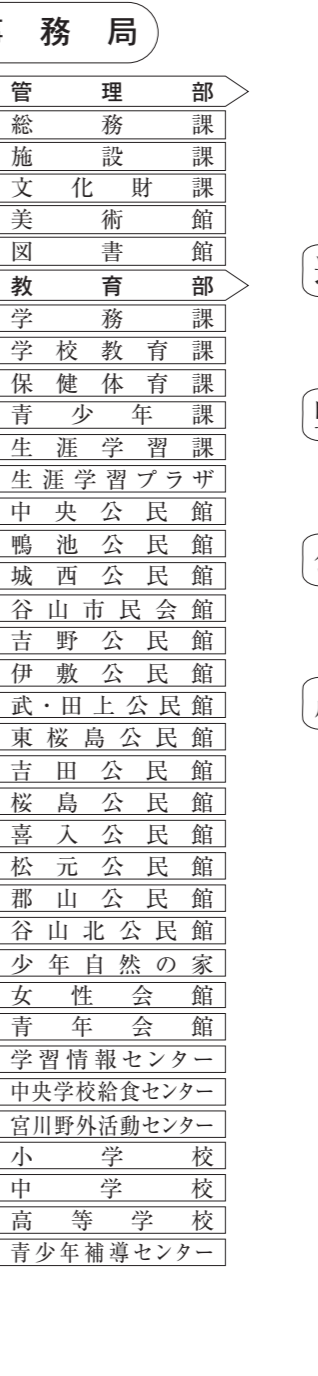 務局
管理部
総務課
施設課
文化財課
美術館
図書館
教育部
学務課
学校教育課
保健体育課
青少年課
生涯学習課
生涯学習プラザ
中央公民館
鴨池公民館
城西公民館
谷山市民会館
吉野公民館
伊敷公民館
武・田上公民館
東桜島公民館
吉田公民館
桜島公民館
喜入公民館
松元公民館
郡山公民館
谷山北公民館
少年自然の家
女性会館
青年会館
学習情報センター
中央学校給食センター
宮川野外活動センター
小学校
中学校
高等学校
青少年補導センター